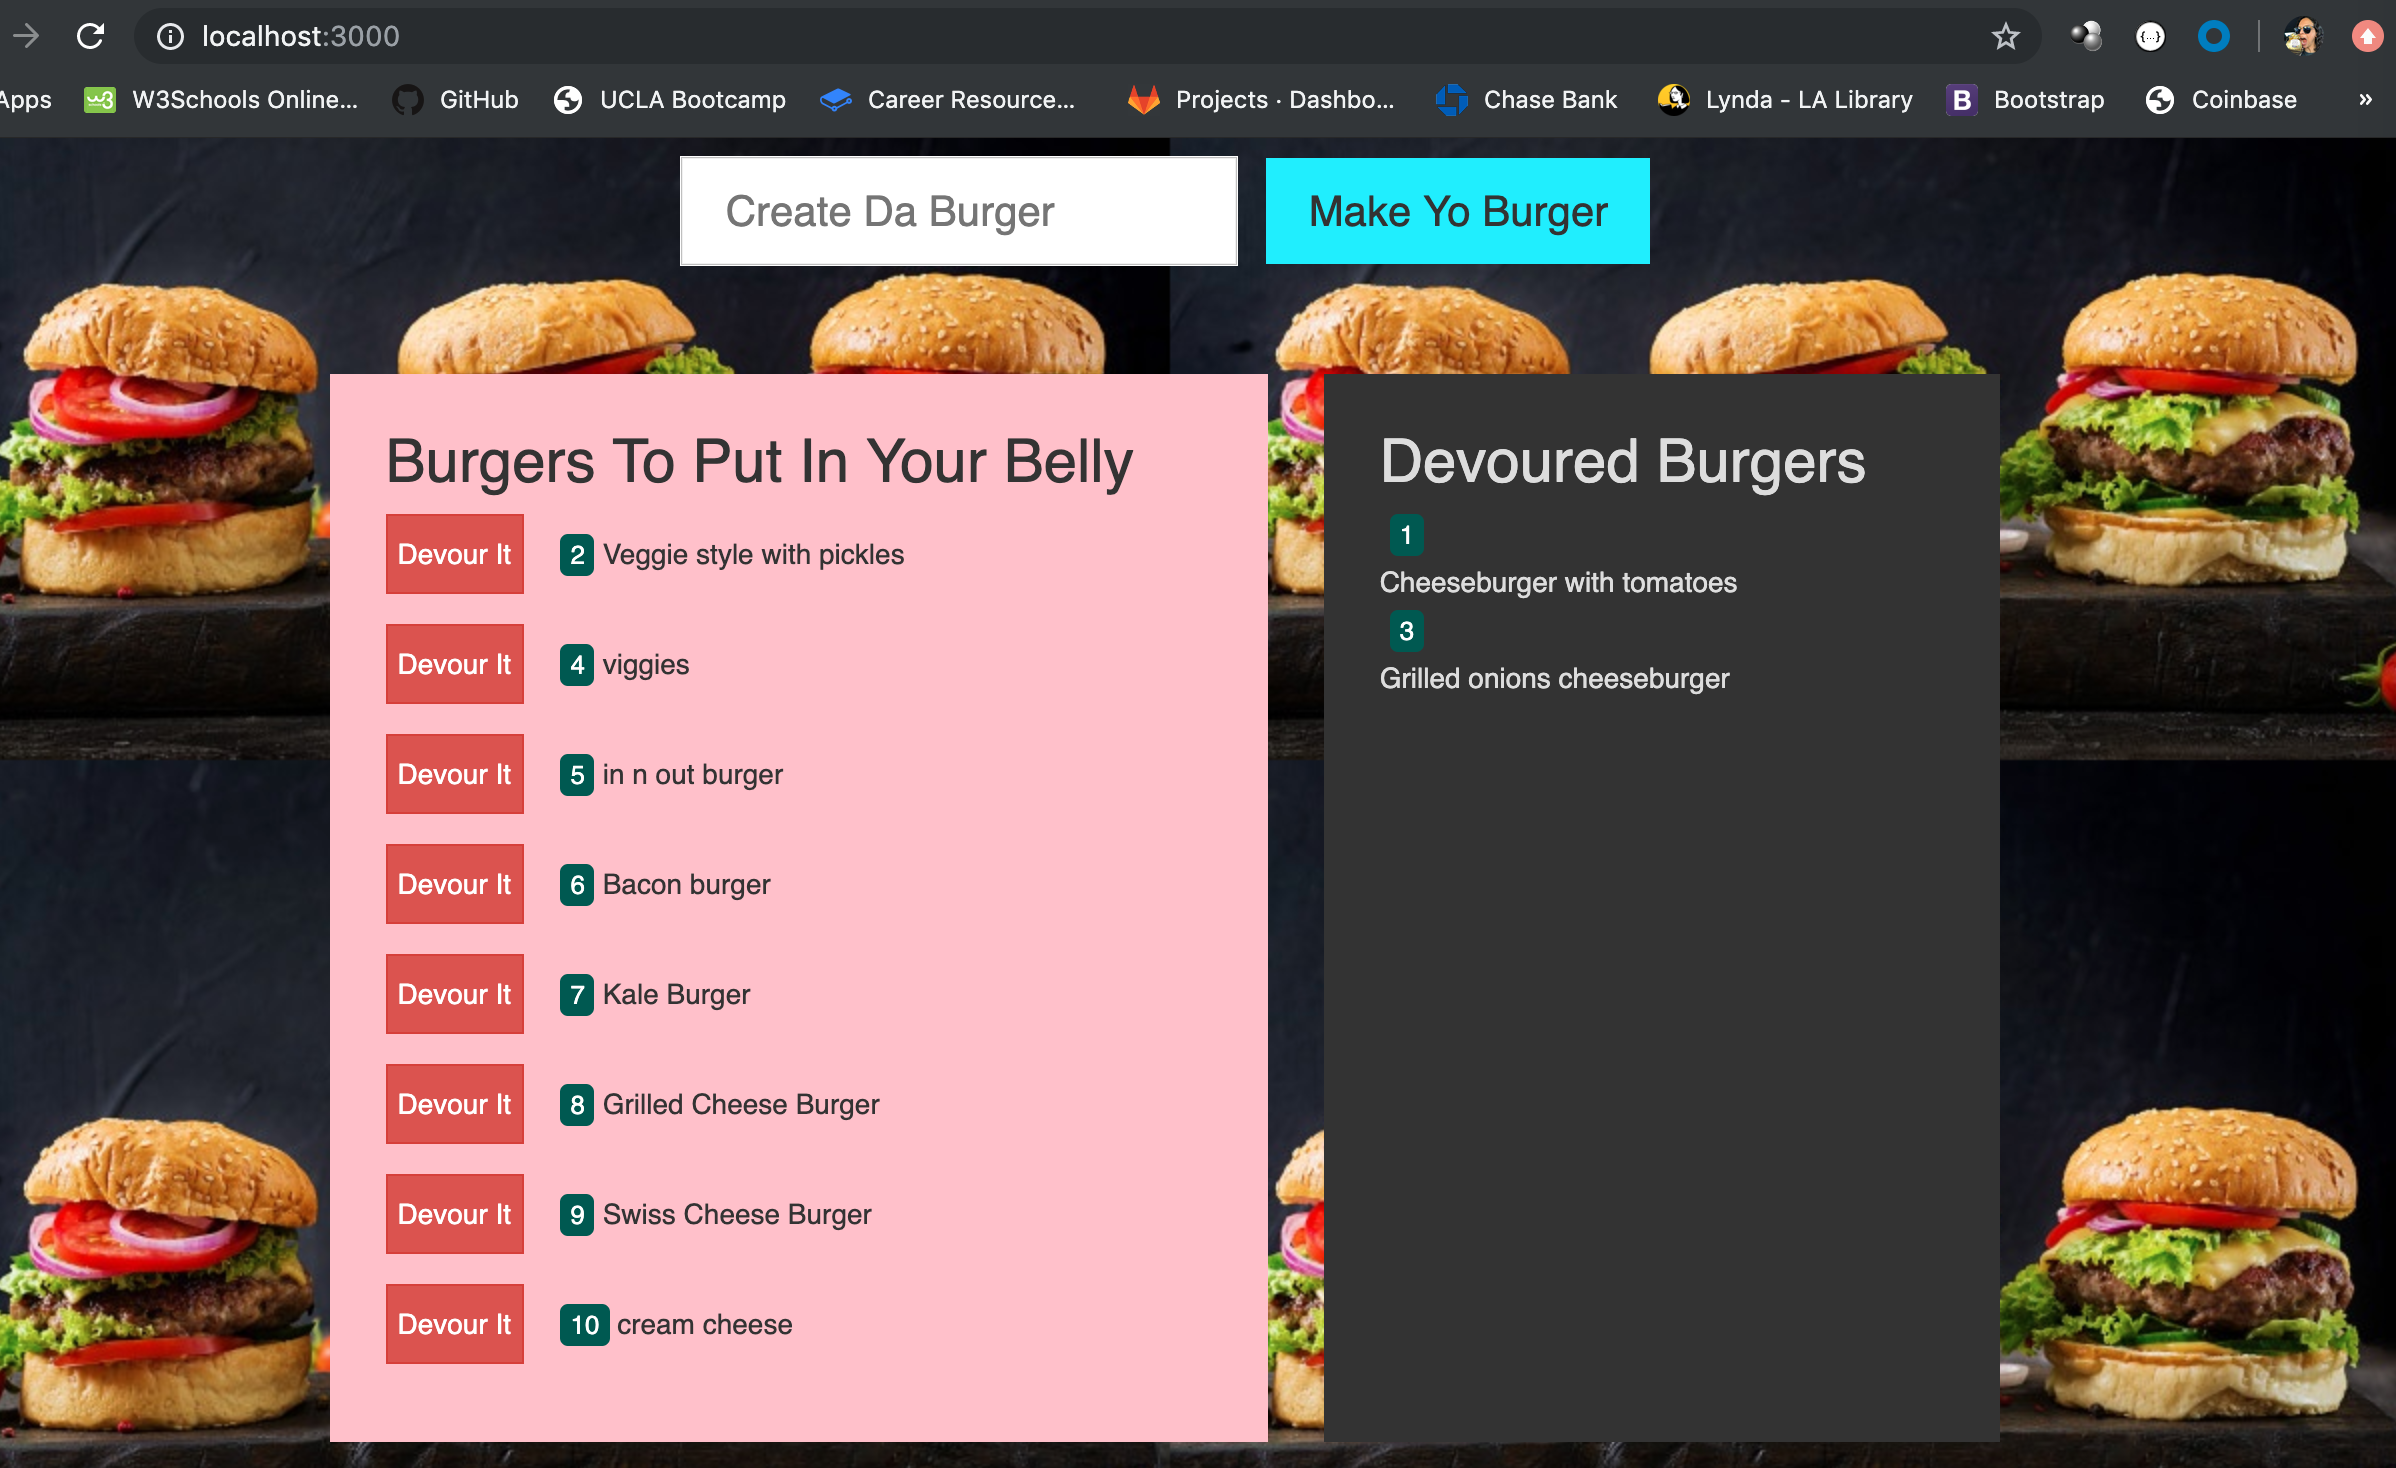 localhost:3000
Apps W3Schools Online... GitHub UCLA Bootcamp Career Resource... Projects · Dashbo... Chase Bank Lynda - LA Library B Bootstrap Coinbase »
Create Da Burger
Make Yo Burger
Burgers To Put In Your Belly
Devour It 2 Veggie style with pickles
Devour It 4 viggies
Devour It 5 in n out burger
Devour It 6 Bacon burger
Devour It 7 Kale Burger
Devour It 8 Grilled Cheese Burger
Devour It 9 Swiss Cheese Burger
Devour It 10 cream cheese
Devoured Burgers
1
Cheeseburger with tomatoes
3
Grilled onions cheeseburger